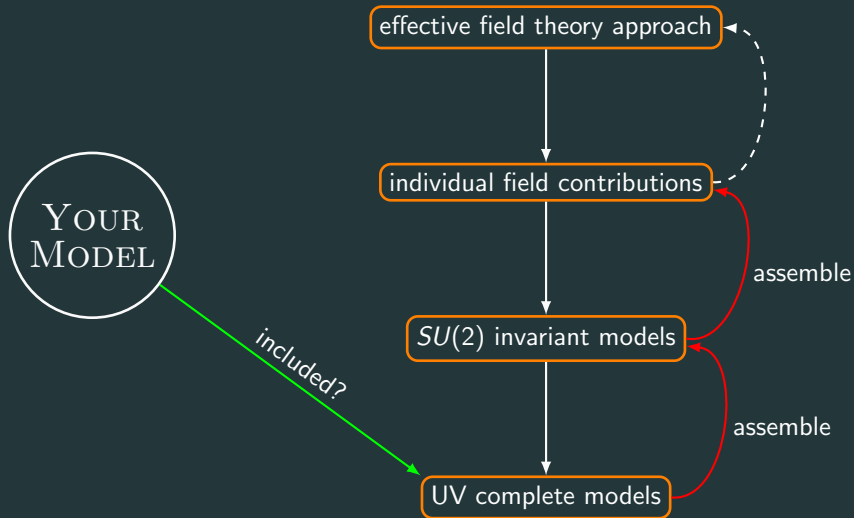 effective field theory approach
individual field contributions
YOUR
MODEL
assemble
included?
SU(2) invariant models
assemble
UV complete models